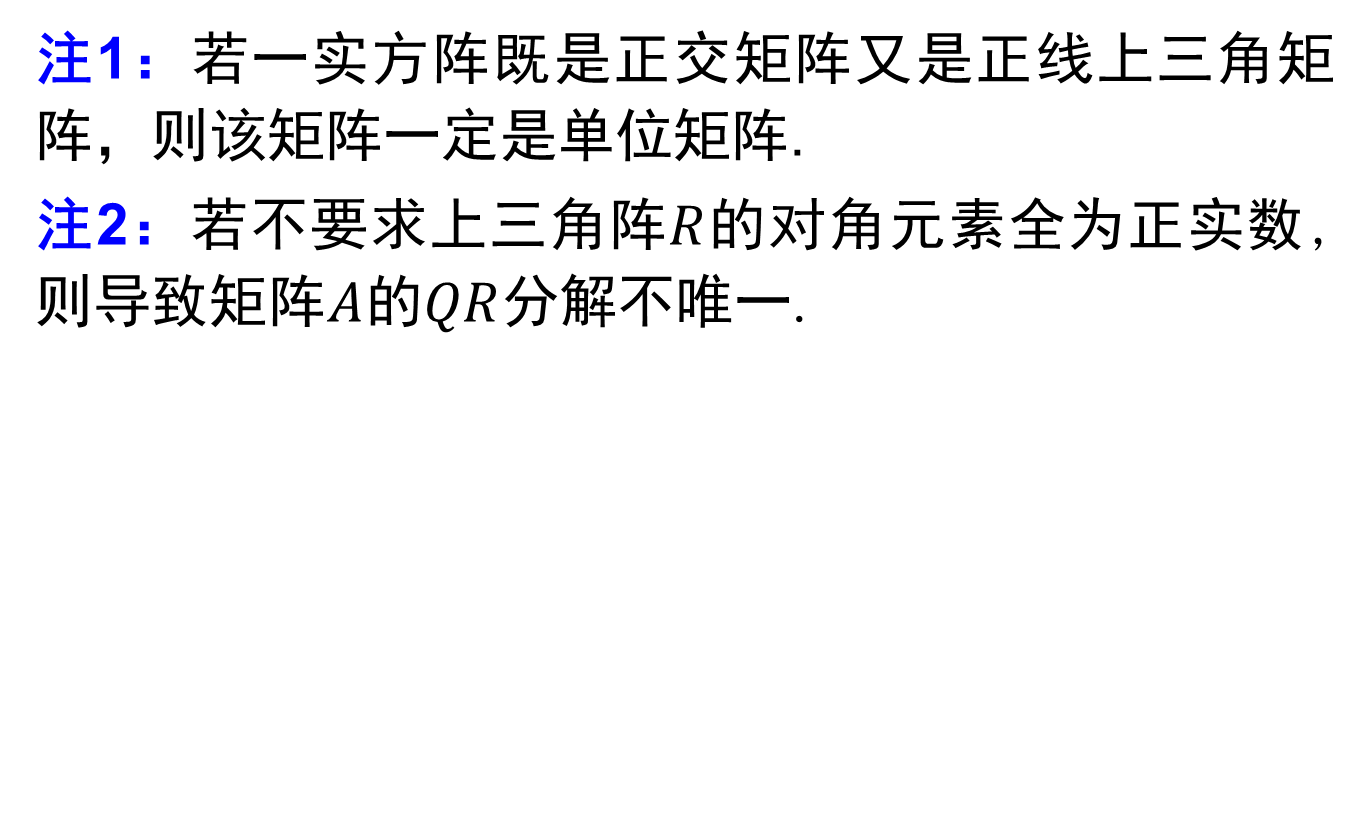 注1：若一实方阵既是正交矩阵又是正线上三角矩
阵，则该矩阵一定是单位矩阵.
注2：若不要求上三角阵R的对角元素全为正实数,
则导致矩阵A的QR分解不唯一.